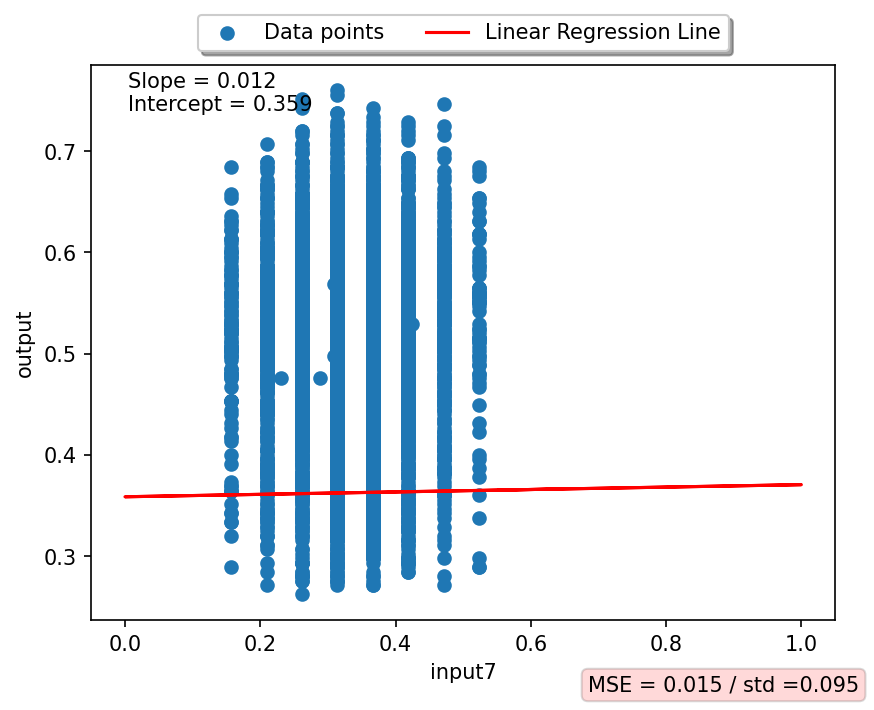 Data points
Linear Regression Line
Slope = 0.012
Intercept = 0.359
output
0.7
0.6
0.5
0.4
0.3
0.0 0.2 0.4 0.6 0.8 1.0
input7
MSE = 0.015 / std =0.095